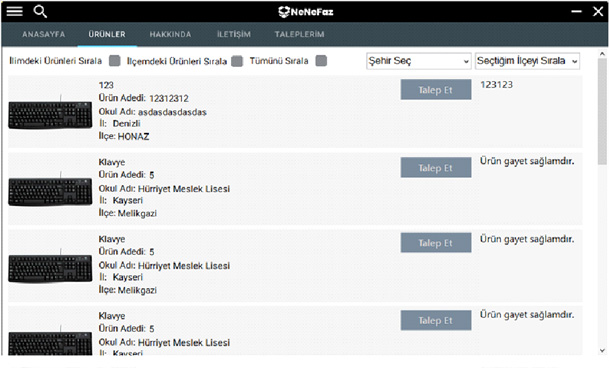 NeNeFaz
ANASAYFA ÜRÜNLER HAKKINDA İLETİŞİM TALEPLERİM
İlimdeki Ürünleri Sırala İlçemdeki Ürünleri Sırala Tümünü Sırala Şehir Seç Seçtiğim İlçeyi Sırala
123
Ürün Adedi: 12312312
Okul Adı: asdasdasdasdas
İl: Denizli
İlçe: HONAZ
Talep Et
123123
Klavye
Ürün Adedi: 5
Okul Adı: Hürriyet Meslek Lisesi
İl: Kayseri
İlçe: Melikgazi
Talep Et
Ürün gayet sağlamdır.
Klavye
Ürün Adedi: 5
Okul Adı: Hürriyet Meslek Lisesi
İl: Kayseri
İlçe: Melikgazi
Talep Et
Ürün gayet sağlamdır.
Klavye
Ürün Adedi: 5
Okul Adı: Hürriyet Meslek Lisesi
İl: Kayseri
Talep Et
Ürün gayet sağlamdır.